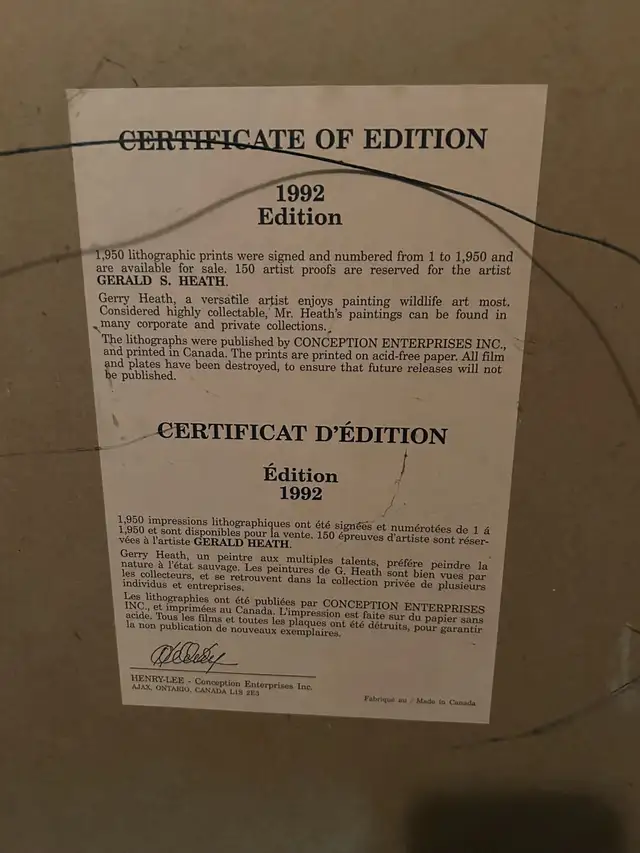 CERTIFICATE OF EDITION
1992
Edition
1,950 lithographic prints were signed and numbered from 1 to 1,950 and
are available for sale. 150 artist proofs are reserved for the artist
GERALD S. HEATH.
Gerry Heath, a versatile artist enjoys painting wildlife art most.
Considered highly collectable, Mr. Heath's paintings can be found in
many corporate and private collections.
The lithographs were published by CONCEPTION ENTERPRISES INC.,
and printed in Canada. The prints are printed on acid-free paper. All film
and plates have been destroyed, to ensure that future releases will not
be published.
CERTIFICAT D'ÉDITION
Édition
1992
1,950 impressions lithographiques ont été signées et numérotées de 1 á
1,950 et sont disponibles pour la vente. 150 épreuves d'artiste sont réser-
vées à l'artiste GERALD HEATH.
Gerry Heath, un peintre aux multiples talents, préfére peindre la
nature à l'état sauvage. Les peintures de G. Heath sont bien vues par
les collecteurs, et se retrouvent dans la collection privée de plusieurs
individus et entreprises.
Les lithographies ont été publiées par CONCEPTION ENTERPRISES
INC., et imprimées au Canada. L'impression est faite sur du papier sans
acide. Tous les films et toutes les plaques ont été détruits, pour garantir
la non publication de nouveaux exemplaires.
HENRY-LEE - Conception Enterprises Inc.
AJAX, ONTARIO, CANADA L1S 2E3
Fabriqué au / Made in Canada